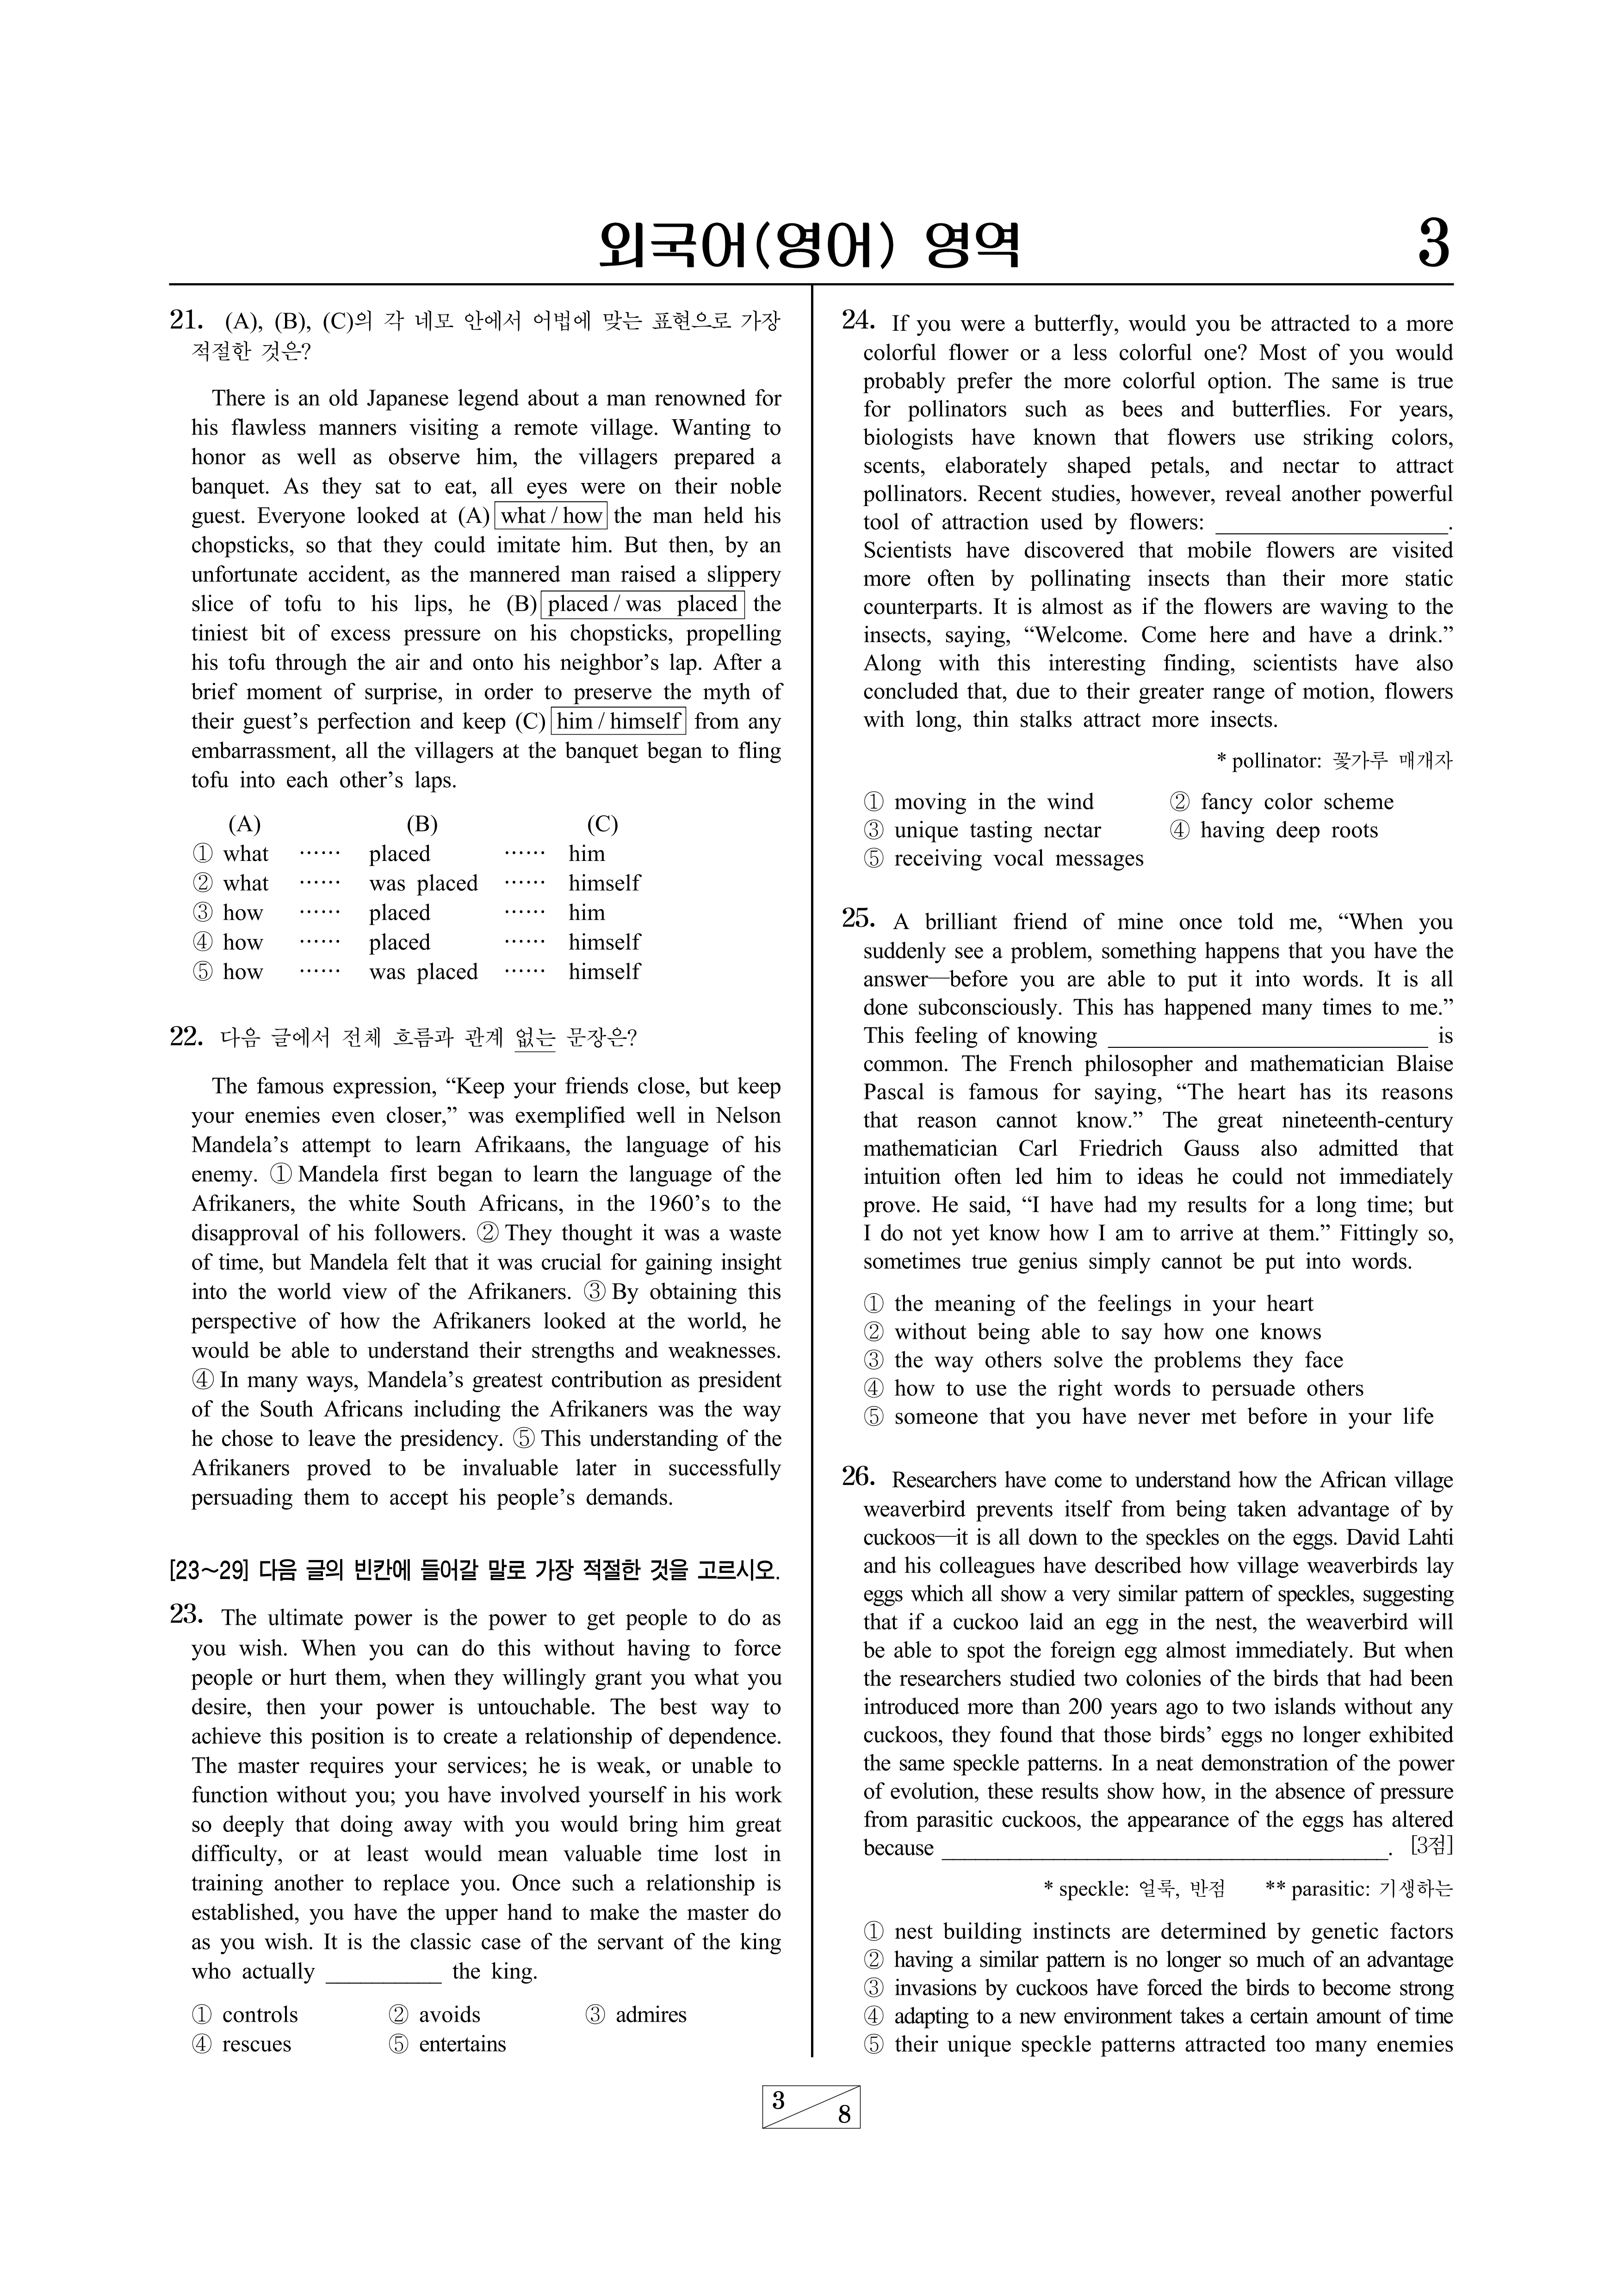 외국어(영어) 영역
3
21. (A), (B), (C)의 각 네모 안에서 어법에 맞는 표현으로 가장
적절한 것은?
There is an old Japanese legend about a man renowned for
his flawless manners visiting a remote village. Wanting to
honor as well as observe him, the villagers prepared a
banquet. As they sat to eat, all eyes were on their noble
guest. Everyone looked at (A) what / how the man held his
chopsticks, so that they could imitate him. But then, by an
unfortunate accident, as the mannered man raised a slippery
slice of tofu to his lips, he (B) placed / was placed the
tiniest bit of excess pressure on his chopsticks, propelling
his tofu through the air and onto his neighbor's lap. After a
brief moment of surprise, in order to preserve the myth of
their guest's perfection and keep (C) him / himself from any
embarrassment, all the villagers at the banquet began to fling
tofu into each other's laps.
(A) (B) (C)
① what …… placed …… him
② what …… was placed …… himself
③ how …… placed …… him
④ how …… placed …… himself
⑤ how …… was placed …… himself
22. 다음 글에서 전체 흐름과 관계 없는 문장은?
The famous expression, “Keep your friends close, but keep
your enemies even closer,” was exemplified well in Nelson
Mandela's attempt to learn Afrikaans, the language of his
enemy. ① Mandela first began to learn the language of the
Afrikaners, the white South Africans, in the 1960's to the
disapproval of his followers. ② They thought it was a waste
of time, but Mandela felt that it was crucial for gaining insight
into the world view of the Afrikaners. ③ By obtaining this
perspective of how the Afrikaners looked at the world, he
would be able to understand their strengths and weaknesses.
④ In many ways, Mandela's greatest contribution as president
of the South Africans including the Afrikaners was the way
he chose to leave the presidency. ⑤ This understanding of the
Afrikaners proved to be invaluable later in successfully
persuading them to accept his people's demands.
[23～29] 다음 글의 빈칸에 들어갈 말로 가장 적절한 것을 고르시오.
23. The ultimate power is the power to get people to do as
you wish. When you can do this without having to force
people or hurt them, when they willingly grant you what you
desire, then your power is untouchable. The best way to
achieve this position is to create a relationship of dependence.
The master requires your services; he is weak, or unable to
function without you; you have involved yourself in his work
so deeply that doing away with you would bring him great
difficulty, or at least would mean valuable time lost in
training another to replace you. Once such a relationship is
established, you have the upper hand to make the master do
as you wish. It is the classic case of the servant of the king
who actually __________ the king.
① controls ② avoids ③ admires
④ rescues ⑤ entertains
24. If you were a butterfly, would you be attracted to a more
colorful flower or a less colorful one? Most of you would
probably prefer the more colorful option. The same is true
for pollinators such as bees and butterflies. For years,
biologists have known that flowers use striking colors,
scents, elaborately shaped petals, and nectar to attract
pollinators. Recent studies, however, reveal another powerful
tool of attraction used by flowers: ____________________.
Scientists have discovered that mobile flowers are visited
more often by pollinating insects than their more static
counterparts. It is almost as if the flowers are waving to the
insects, saying, “Welcome. Come here and have a drink.”
Along with this interesting finding, scientists have also
concluded that, due to their greater range of motion, flowers
with long, thin stalks attract more insects.
* pollinator: 꽃가루 매개자
① moving in the wind ② fancy color scheme
③ unique tasting nectar ④ having deep roots
⑤ receiving vocal messages
25. A brilliant friend of mine once told me, “When you
suddenly see a problem, something happens that you have the
answer—before you are able to put it into words. It is all
done subconsciously. This has happened many times to me.”
This feeling of knowing ____________________________ is
common. The French philosopher and mathematician Blaise
Pascal is famous for saying, “The heart has its reasons
that reason cannot know.” The great nineteenth-century
mathematician Carl Friedrich Gauss also admitted that
intuition often led him to ideas he could not immediately
prove. He said, “I have had my results for a long time; but
I do not yet know how I am to arrive at them.” Fittingly so,
sometimes true genius simply cannot be put into words.
① the meaning of the feelings in your heart
② without being able to say how one knows
③ the way others solve the problems they face
④ how to use the right words to persuade others
⑤ someone that you have never met before in your life
26. Researchers have come to understand how the African village
weaverbird prevents itself from being taken advantage of by
cuckoos—it is all down to the speckles on the eggs. David Lahti
and his colleagues have described how village weaverbirds lay
eggs which all show a very similar pattern of speckles, suggesting
that if a cuckoo laid an egg in the nest, the weaverbird will
be able to spot the foreign egg almost immediately. But when
the researchers studied two colonies of the birds that had been
introduced more than 200 years ago to two islands without any
cuckoos, they found that those birds' eggs no longer exhibited
the same speckle patterns. In a neat demonstration of the power
of evolution, these results show how, in the absence of pressure
from parasitic cuckoos, the appearance of the eggs has altered
because ________________________________________. [3점]
* speckle: 얼룩, 반점 ** parasitic: 기생하는
① nest building instincts are determined by genetic factors
② having a similar pattern is no longer so much of an advantage
③ invasions by cuckoos have forced the birds to become strong
④ adapting to a new environment takes a certain amount of time
⑤ their unique speckle patterns attracted too many enemies
3
8